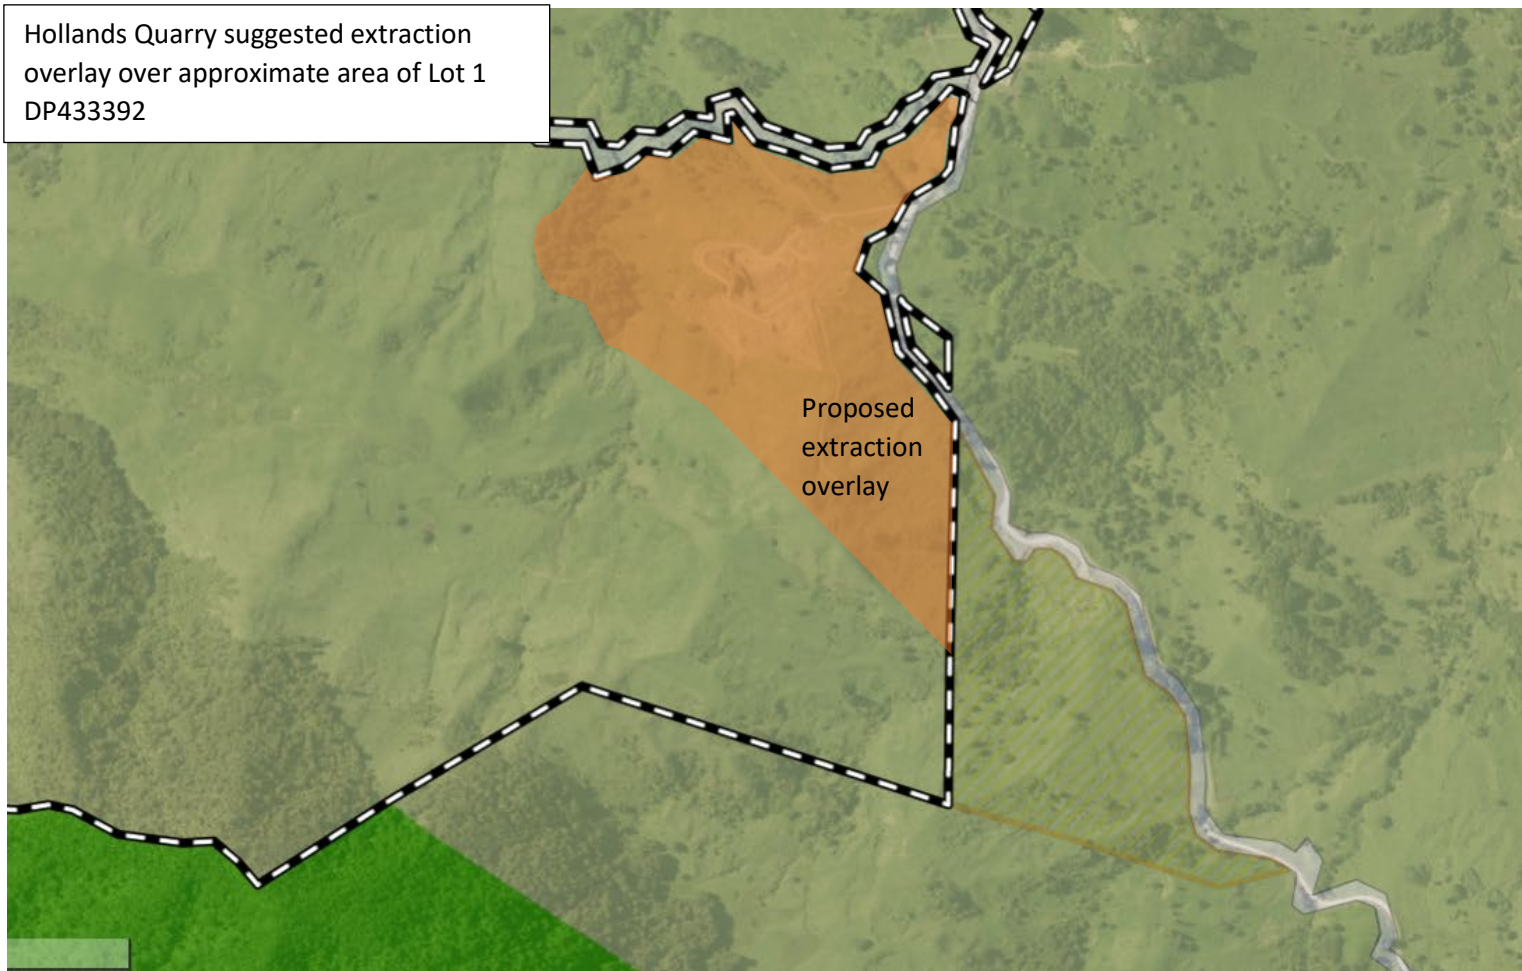 Hollands Quarry suggested extraction
overlay over approximate area of Lot 1
DP433392
Proposed
extraction
overlay